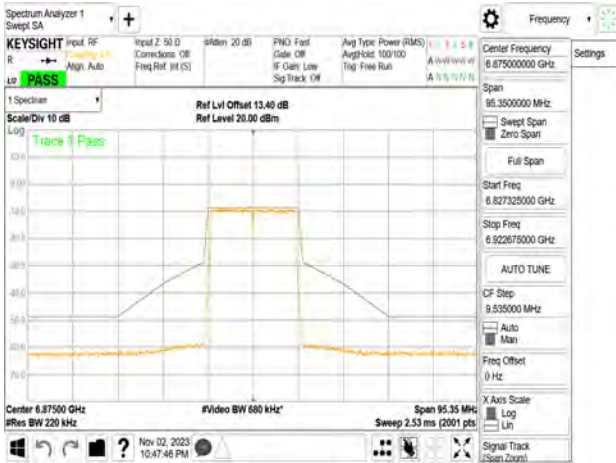 Spectrum Analyzer 1
Swept SA
Frequency
KEYSIGHT
Input: RF
Input Z: 50 Ω
#Atten: 20 dB
PNO: Fast
Avg Type: Power (RMS)
Corrections: Off
Gate: Off
Avg|Hold: 100/100
R
Align: Auto
Freq Ref: Int (S)
IF Gain: Low
Trig: Free Run
Sig Track: Off
PASS
1 Spectrum
Scale/Div 10 dB
Ref Lvl Offset 13.40 dB
Ref Level 20.00 dBm
Log
Trace 1 Pass
Center 6.87500 GHz
#Video BW 680 kHz*
Span 95.35 MHz
#Res BW 220 kHz
Sweep 2.53 ms (2001 pts
Center Frequency
6.875000000 GHz
Settings
Span
95.3500000 MHz
Swept Span
Zero Span
Full Span
Start Freq
6.827325000 GHz
Stop Freq
6.922675000 GHz
AUTO TUNE
CF Step
9.535000 MHz
Auto
Man
Freq Offset
0 Hz
X Axis Scale
Log
Lin
Signal Track
(Span Zoom)
Nov 02, 2023
10:47:46 PM